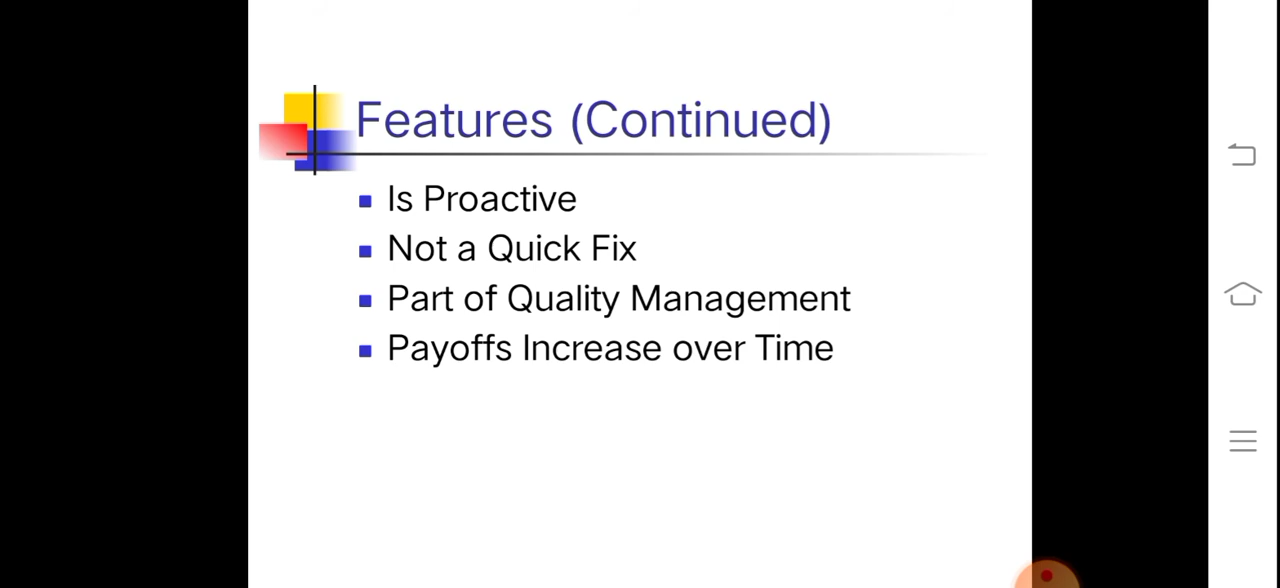 Features (Continued)
Is Proactive
Not a Quick Fix
Part of Quality Management
Payoffs Increase over Time